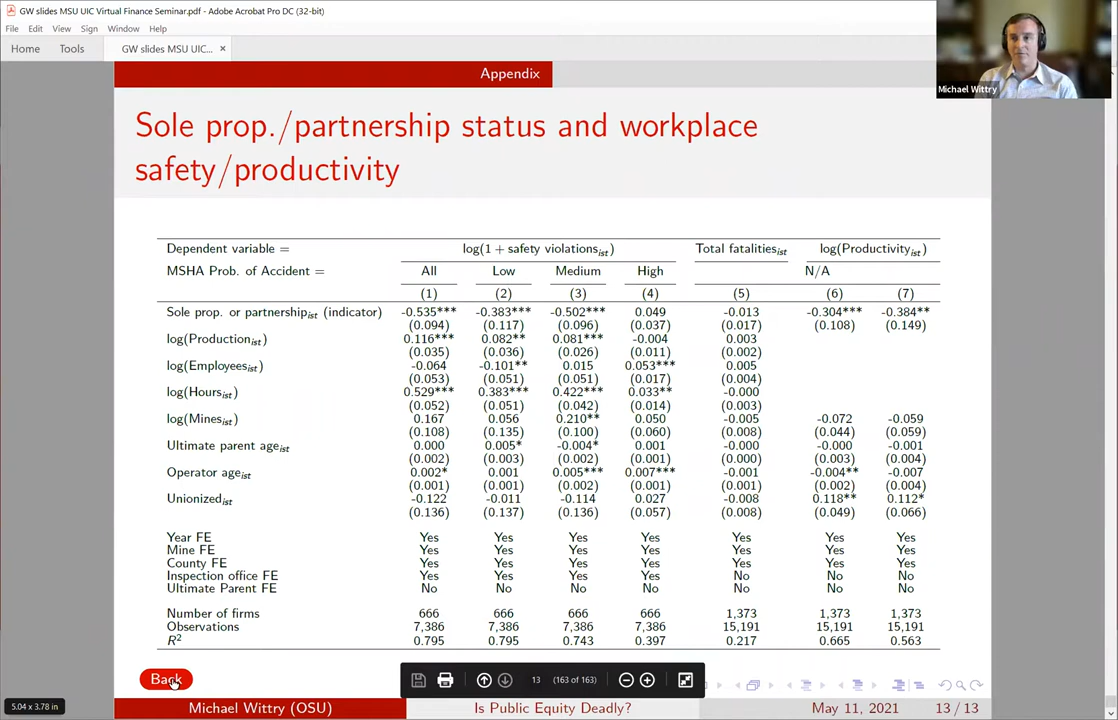 GW slides MSU UIC Virtual Finance Seminar.pdf - Adobe Acrobat Pro DC (32-bit)
File Edit View Sign Window Help
Home Tools GW slides MSU UIC... ×
Michael Wittry
Appendix
Sole prop./partnership status and workplace
safety/productivity
Dependent variable = log(1 + safety violations_ist) Total fatalities_ist log(Productivity_ist)
MSHA Prob. of Accident = All Low Medium High N/A
(1) (2) (3) (4) (5) (6) (7)
Sole prop. or partnership_ist (indicator) -0.535*** -0.383*** -0.502*** 0.049 -0.013 -0.304*** -0.384**
(0.094) (0.117) (0.096) (0.037) (0.017) (0.108) (0.149)
log(Production_ist) 0.116*** 0.082** 0.081*** -0.004 0.003
(0.035) (0.036) (0.026) (0.011) (0.002)
log(Employees_ist) -0.064 -0.101** 0.015 0.053*** 0.005
(0.053) (0.051) (0.051) (0.017) (0.004)
log(Hours_ist) 0.529*** 0.383*** 0.422*** 0.033** -0.000
(0.052) (0.051) (0.042) (0.014) (0.003)
log(Mines_ist) 0.167 0.056 0.210** 0.050 -0.005 -0.072 -0.059
(0.108) (0.135) (0.100) (0.060) (0.008) (0.044) (0.059)
Ultimate parent age_ist 0.000 0.005* -0.004* 0.001 -0.000 -0.000 -0.001
(0.002) (0.003) (0.002) (0.001) (0.000) (0.003) (0.004)
Operator age_ist 0.002* 0.001 0.005*** 0.007*** -0.001 -0.004** -0.007
(0.001) (0.001) (0.002) (0.001) (0.001) (0.002) (0.004)
Unionized_ist -0.122 -0.011 -0.114 0.027 -0.008 0.118** 0.112*
(0.136) (0.137) (0.136) (0.057) (0.008) (0.049) (0.066)
Year FE Yes Yes Yes Yes Yes Yes Yes
Mine FE Yes Yes Yes Yes Yes Yes Yes
County FE Yes Yes Yes Yes Yes Yes Yes
Inspection office FE Yes Yes Yes Yes No No No
Ultimate Parent FE No No No No No No No
Number of firms 666 666 666 666 1,373 1,373 1,373
Observations 7,386 7,386 7,386 7,386 15,191 15,191 15,191
R² 0.795 0.795 0.743 0.397 0.217 0.665 0.563
Back
13 (163 of 163)
5.04 x 3.78 in
Michael Wittry (OSU) Is Public Equity Deadly? May 11, 2021 13 / 13